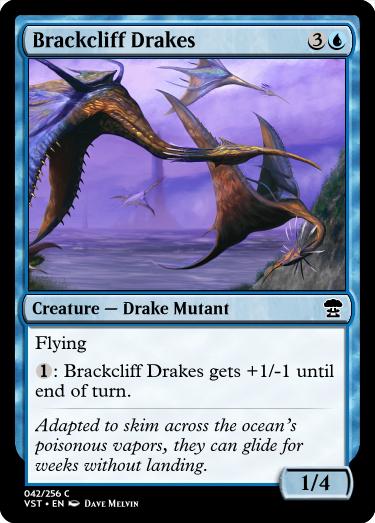 Brackcliff Drakes 3
Creature — Drake Mutant
Flying
1: Brackcliff Drakes gets +1/-1 until
end of turn.
Adapted to skim across the ocean's
poisonous vapors, they can glide for
weeks without landing.
1/4
042/256 C
VST • EN Dave Melvin